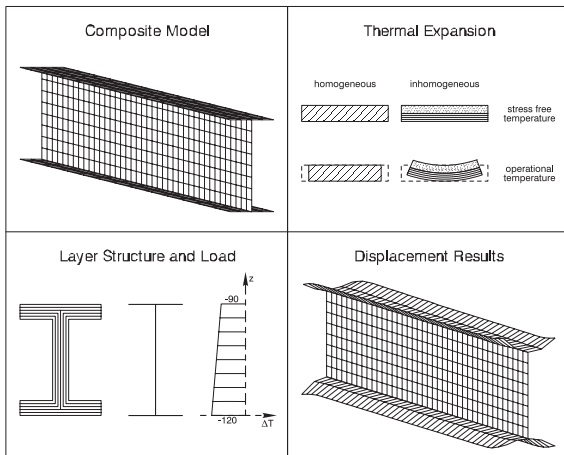 Composite Model
Thermal Expansion
homogeneous
inhomogeneous
stress free
temperature
operational
temperature
Layer Structure and Load
z
-90
-120
ΔT
Displacement Results